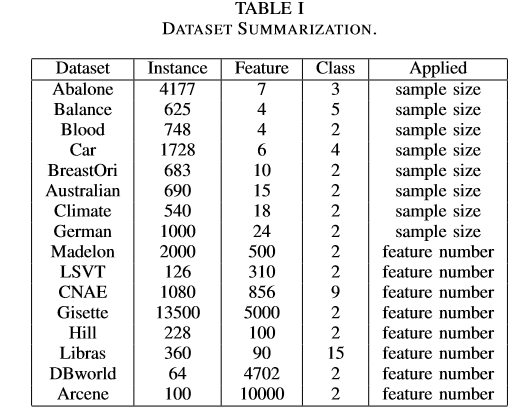 TABLE I
DATASET SUMMARIZATION.
Dataset Instance Feature Class Applied
Abalone 4177 7 3 sample size
Balance 625 4 5 sample size
Blood 748 4 2 sample size
Car 1728 6 4 sample size
BreastOri 683 10 2 sample size
Australian 690 15 2 sample size
Climate 540 18 2 sample size
German 1000 24 2 sample size
Madelon 2000 500 2 feature number
LSVT 126 310 2 feature number
CNAE 1080 856 9 feature number
Gisette 13500 5000 2 feature number
Hill 228 100 2 feature number
Libras 360 90 15 feature number
DBworld 64 4702 2 feature number
Arcene 100 10000 2 feature number